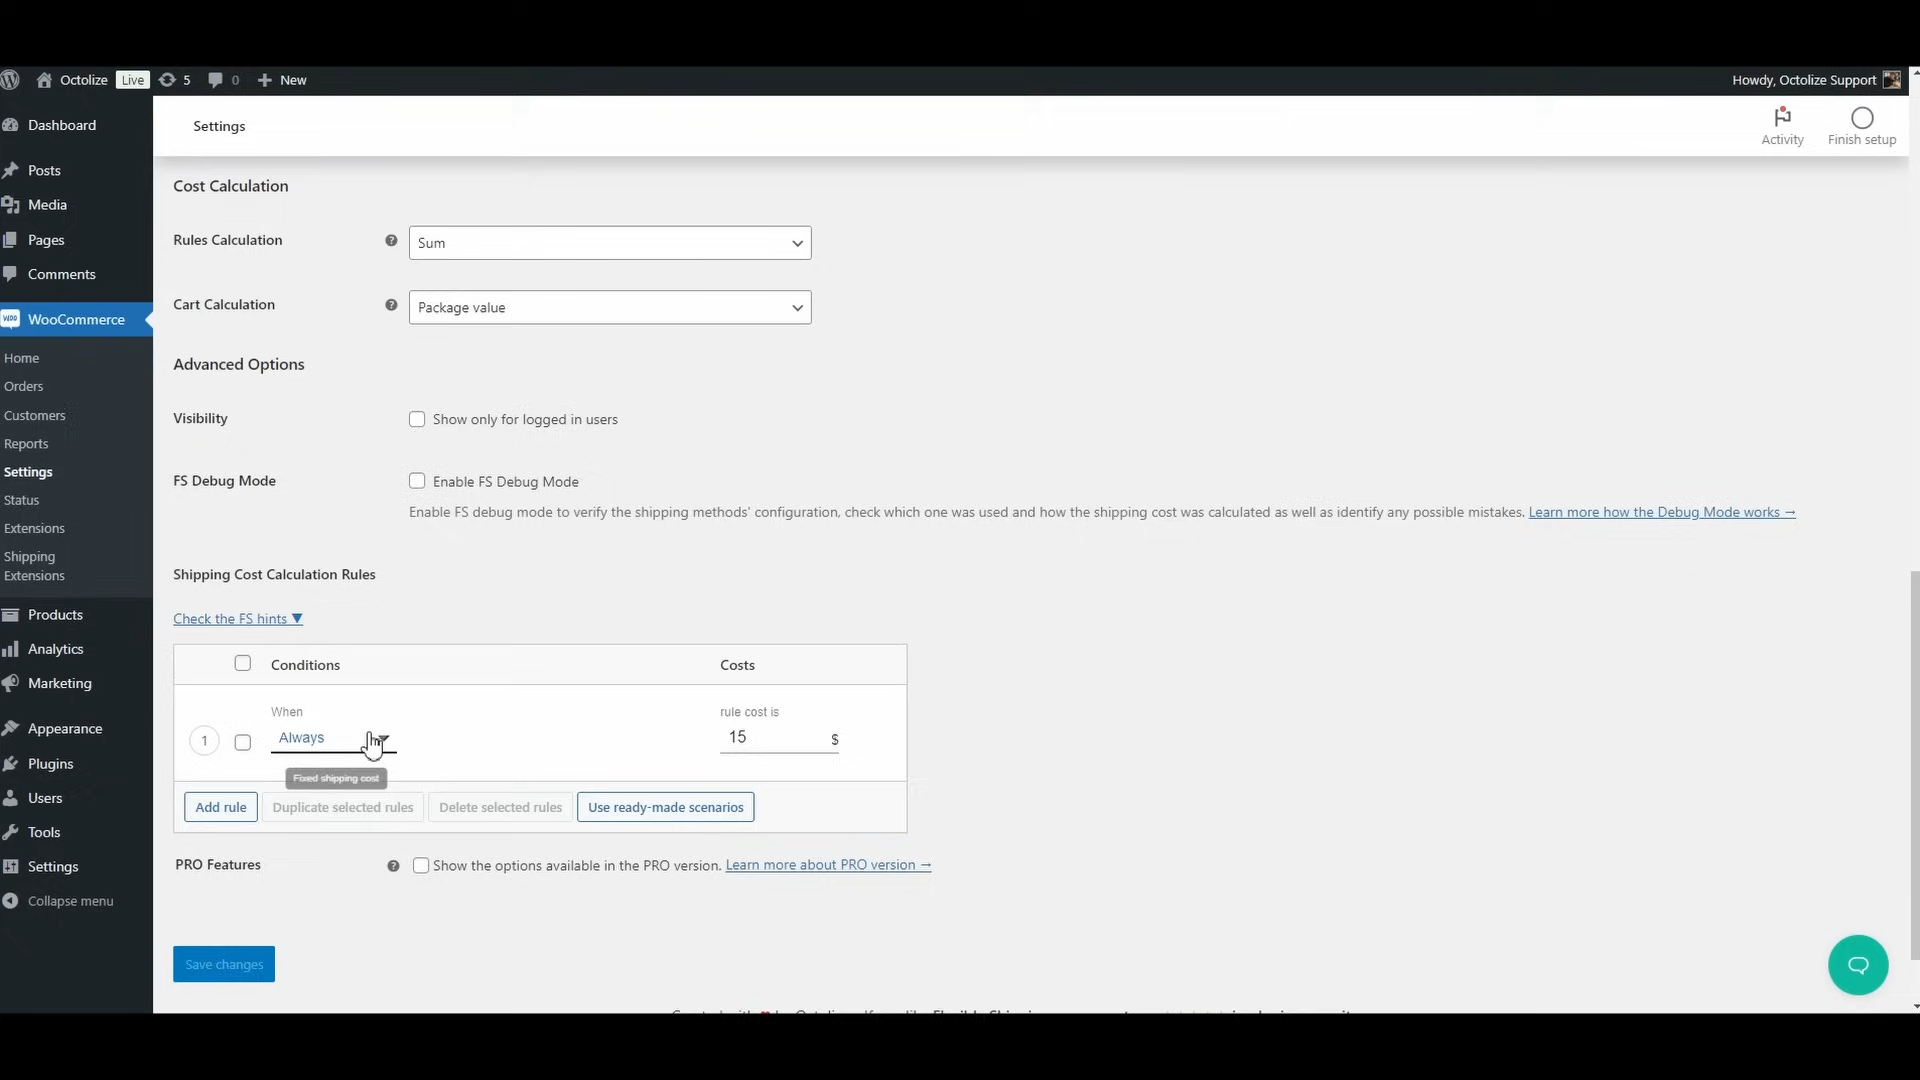 Octolize Live 5 0 New
Howdy, Octolize Support
Dashboard
Posts
Media
Pages
Comments
WOO WooCommerce
Home
Orders
Customers
Reports
Settings
Status
Extensions
Shipping
Extensions
Products
Analytics
Marketing
Appearance
Plugins
Users
Tools
Settings
Collapse menu
Settings
Activity
Finish setup
Cost Calculation
Rules Calculation ? Sum
Cart Calculation ? Package value
Advanced Options
Visibility Show only for logged in users
FS Debug Mode Enable FS Debug Mode
Enable FS debug mode to verify the shipping methods' configuration, check which one was used and how the shipping cost was calculated as well as identify any possible mistakes. Learn more how the Debug Mode works →
Shipping Cost Calculation Rules
Check the FS hints ▼
Conditions Costs
When rule cost is
1 Always 15 $
Fixed shipping cost
Add rule Duplicate selected rules Delete selected rules Use ready-made scenarios
PRO Features ? Show the options available in the PRO version. Learn more about PRO version →
Save changes